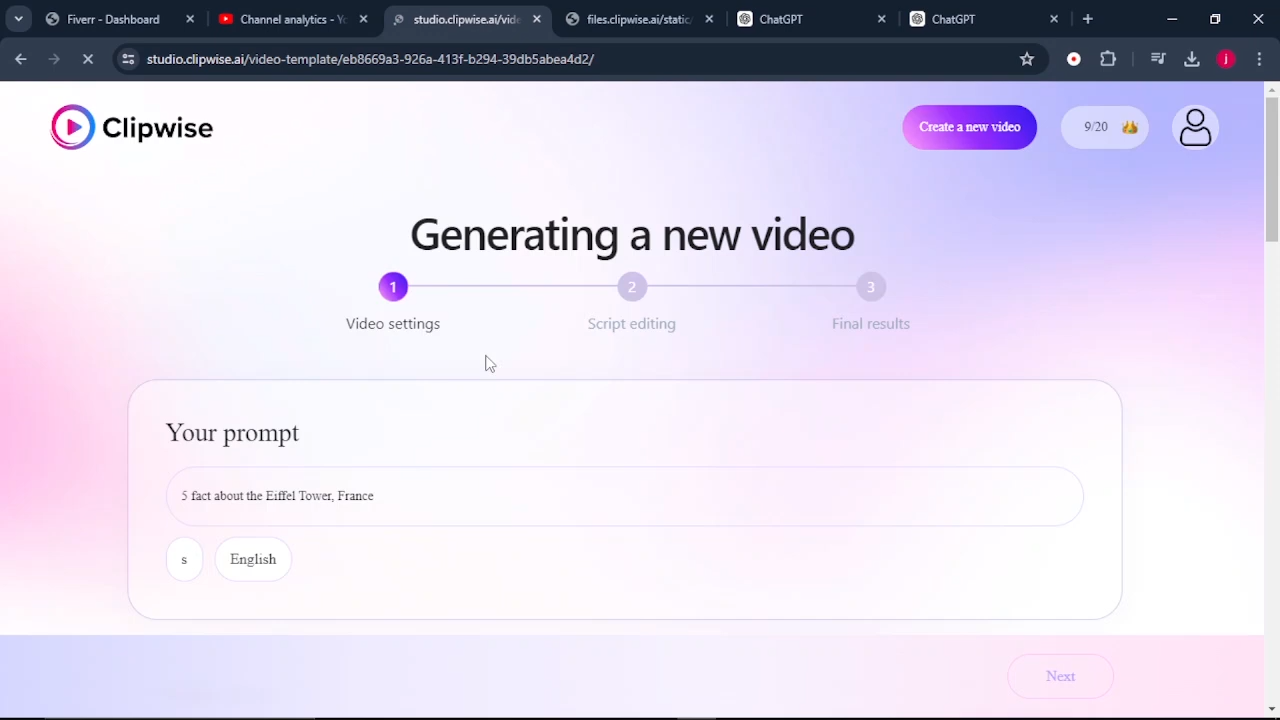 Fiverr - Dashboard
Channel analytics - Yo
studio.clipwise.ai/vide
files.clipwise.ai/static/
ChatGPT
ChatGPT
studio.clipwise.ai/video-template/eb8669a3-926a-413f-b294-39db5abea4d2/
j
Clipwise
Create a new video
9/20
Generating a new video
1
2
3
Video settings
Script editing
Final results
Your prompt
5 fact about the Eiffel Tower, France
s
English
Next